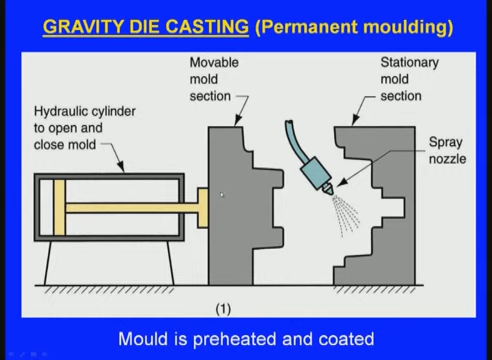 GRAVITY DIE CASTING (Permanent moulding)
Movable
mold
section
Stationary
mold
section
Hydraulic cylinder
to open and
close mold
Spray
nozzle
(1)
Mould is preheated and coated